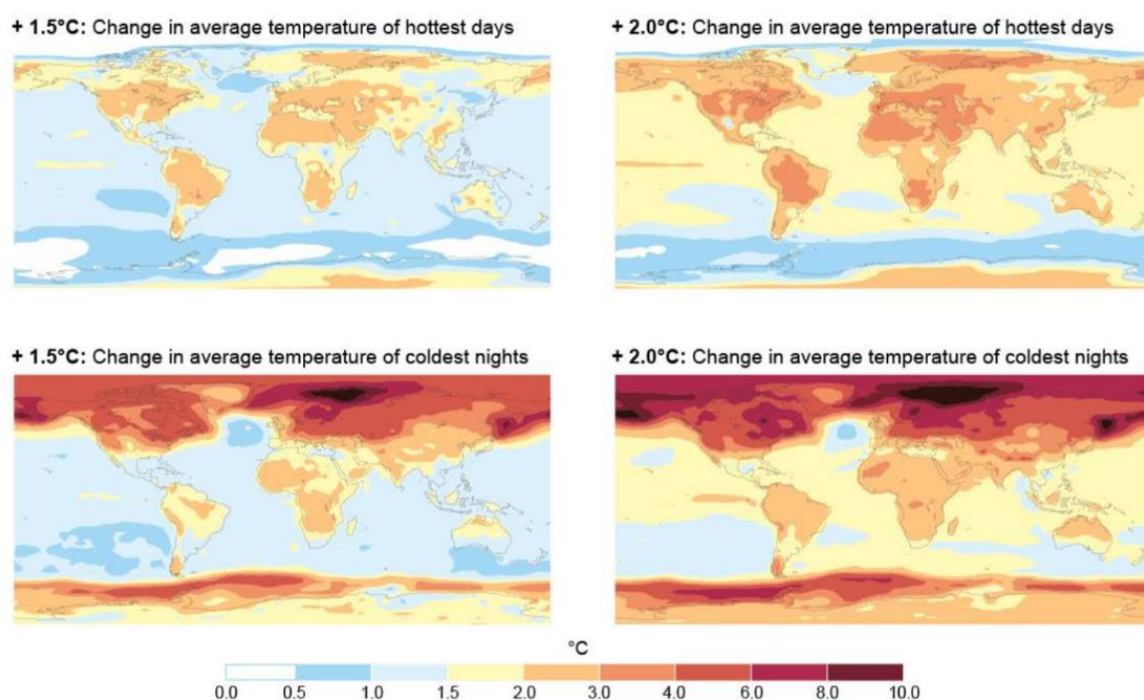 + 1.5°C: Change in average temperature of hottest days
+ 2.0°C: Change in average temperature of hottest days
+ 1.5°C: Change in average temperature of coldest nights
+ 2.0°C: Change in average temperature of coldest nights
°C
0.0 0.5 1.0 1.5 2.0 3.0 4.0 6.0 8.0 10.0